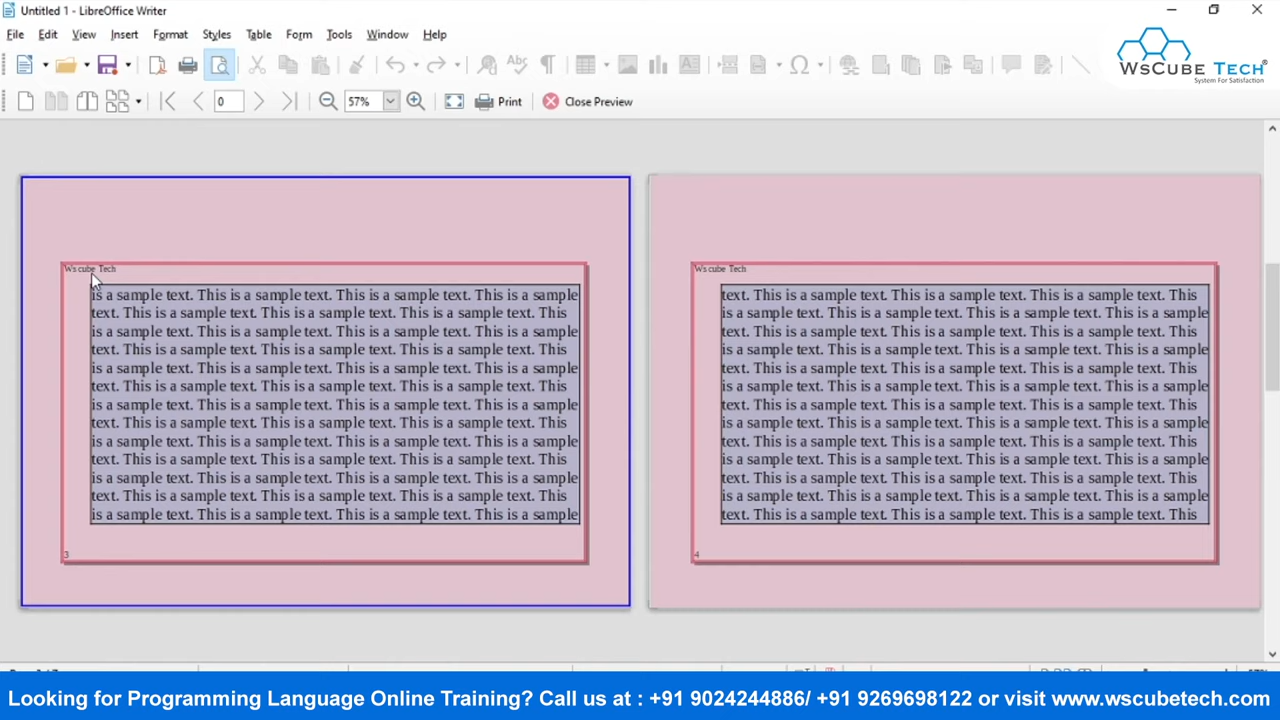 Untitled 1 - LibreOffice Writer
File Edit View Insert Format Styles Table Form Tools Window Help
WsCube Tech®
System For Satisfaction
0
57%
Print
Close Preview
Ws cube Tech
is a sample text. This is a sample text. This is a sample text. This is a sample
text. This is a sample text. This is a sample text. This is a sample text. This
is a sample text. This is a sample text. This is a sample text. This is a sample
text. This is a sample text. This is a sample text. This is a sample text. This
is a sample text. This is a sample text. This is a sample text. This is a sample
text. This is a sample text. This is a sample text. This is a sample text. This
is a sample text. This is a sample text. This is a sample text. This is a sample
text. This is a sample text. This is a sample text. This is a sample text. This
is a sample text. This is a sample text. This is a sample text. This is a sample
text. This is a sample text. This is a sample text. This is a sample text. This
is a sample text. This is a sample text. This is a sample text. This is a sample
text. This is a sample text. This is a sample text. This is a sample text. This
is a sample text. This is a sample text. This is a sample text. This is a sample
3
Ws cube Tech
text. This is a sample text. This is a sample text. This is a sample text. This
is a sample text. This is a sample text. This is a sample text. This is a sample
text. This is a sample text. This is a sample text. This is a sample text. This
is a sample text. This is a sample text. This is a sample text. This is a sample
text. This is a sample text. This is a sample text. This is a sample text. This
is a sample text. This is a sample text. This is a sample text. This is a sample
text. This is a sample text. This is a sample text. This is a sample text. This
is a sample text. This is a sample text. This is a sample text. This is a sample
text. This is a sample text. This is a sample text. This is a sample text. This
is a sample text. This is a sample text. This is a sample text. This is a sample
text. This is a sample text. This is a sample text. This is a sample text. This
is a sample text. This is a sample text. This is a sample text. This is a sample
text. This is a sample text. This is a sample text. This is a sample text. This
4
Looking for Programming Language Online Training? Call us at : +91 9024244886/ +91 9269698122 or visit www.wscubetech.com